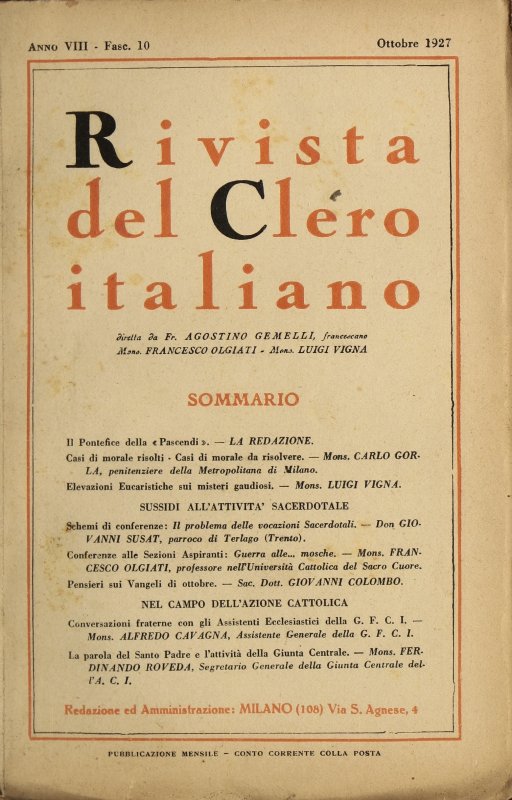 ANNO VIII - Fasc. 10
Ottobre 1927
Rivista
del Clero
italiano
diretta da Fr. AGOSTINO GEMELLI, francescano
Mons. FRANCESCO OLGIATI - Mons. LUIGI VIGNA
SOMMARIO
Il Pontefice della « Pascendi ». — LA REDAZIONE.
Casi di morale risolti - Casi di morale da risolvere. — Mons. CARLO GOR-
LA, penitenziere della Metropolitana di Milano.
Elevazioni Eucaristiche sui misteri gaudiosi. — Mons. LUIGI VIGNA.
SUSSIDI ALL'ATTIVITA' SACERDOTALE
Schemi di conferenze: Il problema delle vocazioni Sacerdotali. — Don GIO-
VANNI SUSAT, parroco di Terlago (Trento).
Conferenze alle Sezioni Aspiranti: Guerra alle... mosche. — Mons. FRAN-
CESCO OLGIATI, professore nell'Università Cattolica del Sacro Cuore.
Pensieri sui Vangeli di ottobre. — Sac. Dott. GIOVANNI COLOMBO.
NEL CAMPO DELL'AZIONE CATTOLICA
Conversazioni fraterne con gli Assistenti Ecclesiastici della G. F. C. I. —
Mons. ALFREDO CAVAGNA, Assistente Generale della G. F. C. I.
La parola del Santo Padre e l'attività della Giunta Centrale. — Mons. FER-
DINANDO ROVEDA, Segretario Generale della Giunta Centrale del-
l'A. C. I.
Redazione ed Amministrazione: MILANO (108) Via S. Agnese, 4
PUBBLICAZIONE MENSILE - CONTO CORRENTE COLLA POSTA